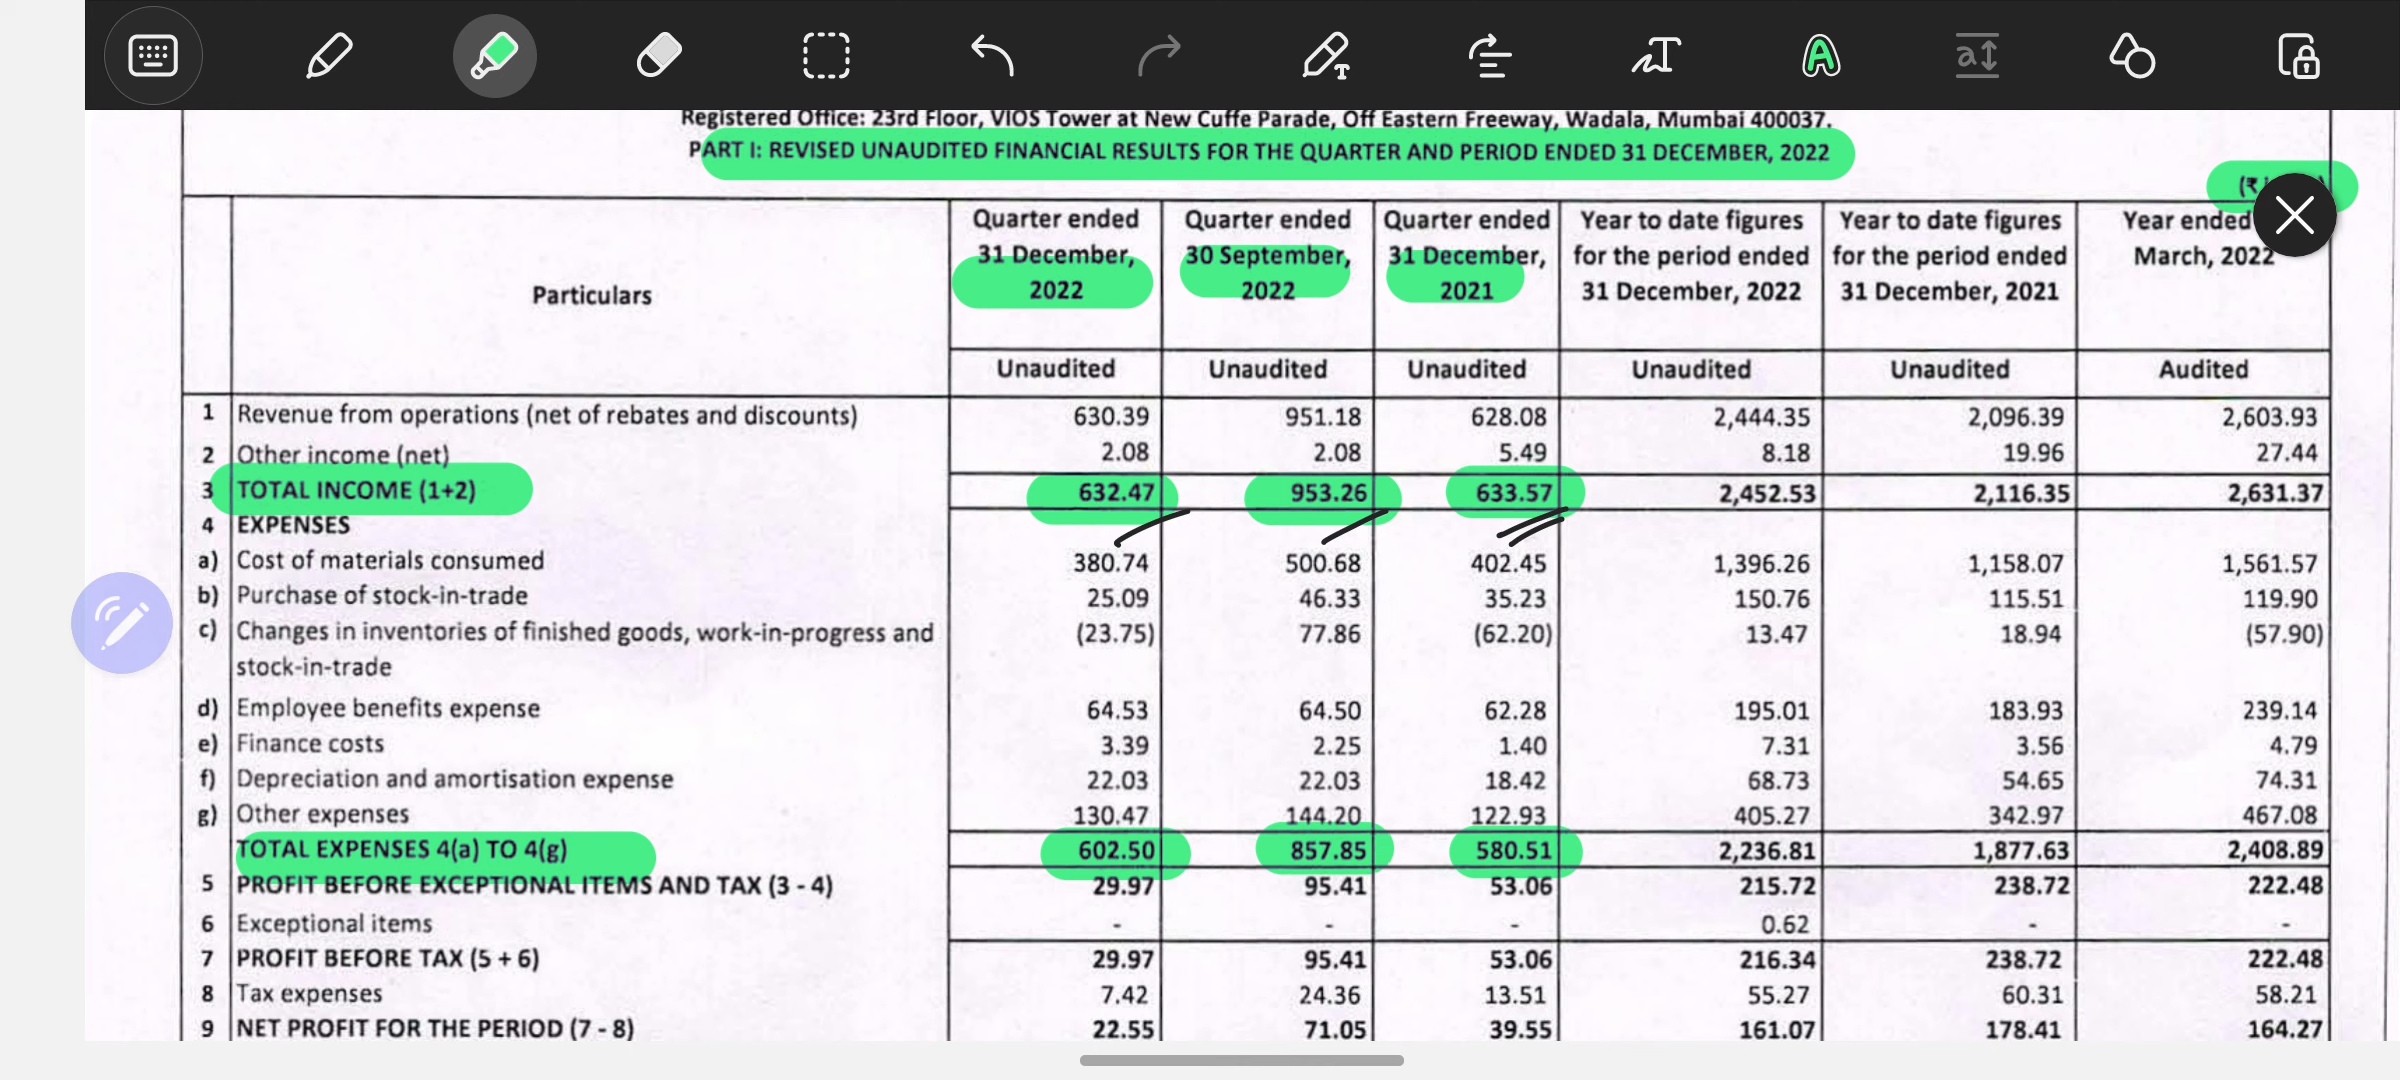 Registered Office: 23rd Floor, VIOS Tower at New Cuffe Parade, Off Eastern Freeway, Wadala, Mumbai 400037.
PART I: REVISED UNAUDITED FINANCIAL RESULTS FOR THE QUARTER AND PERIOD ENDED 31 DECEMBER, 2022
(₹
Particulars
Quarter ended 31 December, 2022
Quarter ended 30 September, 2022
Quarter ended 31 December, 2021
Year to date figures for the period ended 31 December, 2022
Year to date figures for the period ended 31 December, 2021
Year ended March, 2022
Unaudited Unaudited Unaudited Unaudited Unaudited Audited
1 Revenue from operations (net of rebates and discounts) 630.39 951.18 628.08 2,444.35 2,096.39 2,603.93
2 Other income (net) 2.08 2.08 5.49 8.18 19.96 27.44
3 TOTAL INCOME (1+2) 632.47 953.26 633.57 2,452.53 2,116.35 2,631.37
4 EXPENSES
a) Cost of materials consumed 380.74 500.68 402.45 1,396.26 1,158.07 1,561.57
b) Purchase of stock-in-trade 25.09 46.33 35.23 150.76 115.51 119.90
c) Changes in inventories of finished goods, work-in-progress and (23.75) 77.86 (62.20) 13.47 18.94 (57.90)
stock-in-trade
d) Employee benefits expense 64.53 64.50 62.28 195.01 183.93 239.14
e) Finance costs 3.39 2.25 1.40 7.31 3.56 4.79
f) Depreciation and amortisation expense 22.03 22.03 18.42 68.73 54.65 74.31
g) Other expenses 130.47 144.20 122.93 405.27 342.97 467.08
TOTAL EXPENSES 4(a) TO 4(g) 602.50 857.85 580.51 2,236.81 1,877.63 2,408.89
5 PROFIT BEFORE EXCEPTIONAL ITEMS AND TAX (3 - 4) 29.97 95.41 53.06 215.72 238.72 222.48
6 Exceptional items - - - 0.62 - -
7 PROFIT BEFORE TAX (5 + 6) 29.97 95.41 53.06 216.34 238.72 222.48
8 Tax expenses 7.42 24.36 13.51 55.27 60.31 58.21
9 NET PROFIT FOR THE PERIOD (7 - 8) 22.55 71.05 39.55 161.07 178.41 164.27